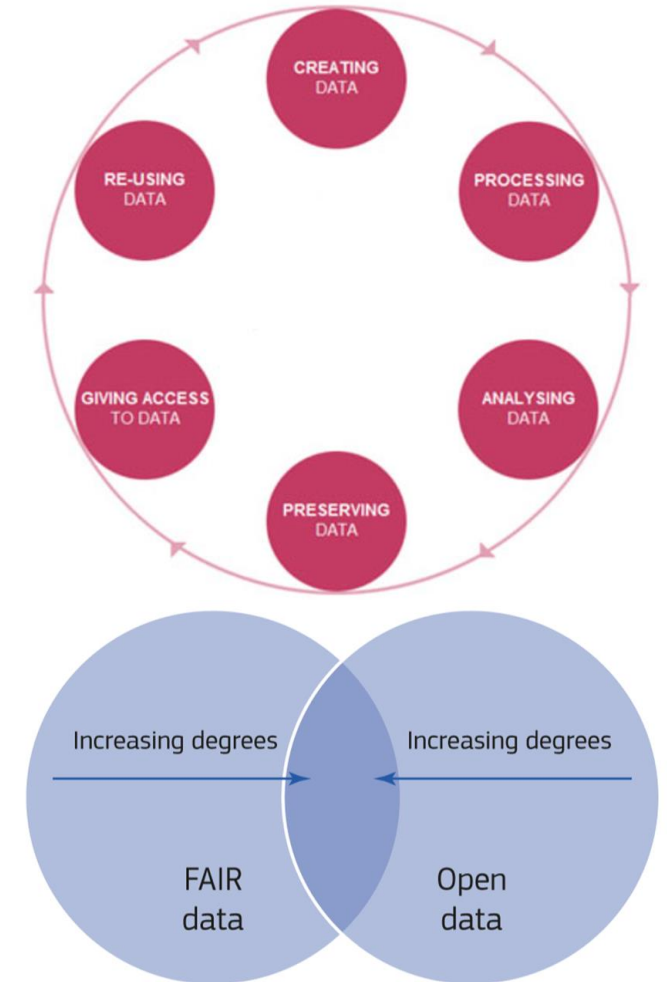 CREATING
DATA
PROCESSING
DATA
ANALYSING
DATA
PRESERVING
DATA
GIVING ACCESS
TO DATA
RE-USING
DATA
Increasing degrees
Increasing degrees
FAIR
data
Open
data